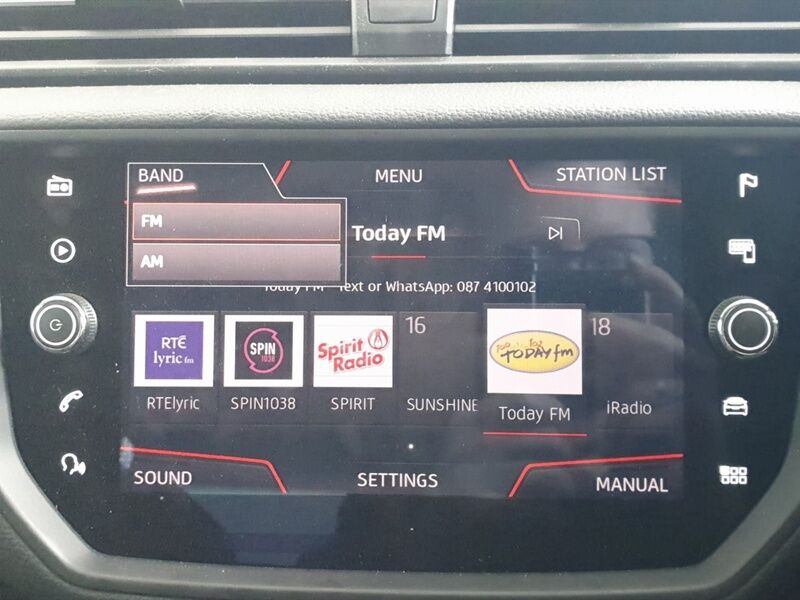 BAND
MENU
STATION LIST
FM
AM
Today FM
Today FM Text or WhatsApp: 087 4100102
RTÉ
lyric fm
SPIN
1038
Spirit
Radio
16
TODAY fm
18
RTElyric
SPIN1038
SPIRIT
SUNSHINE
Today FM
iRadio
SOUND
SETTINGS
MANUAL